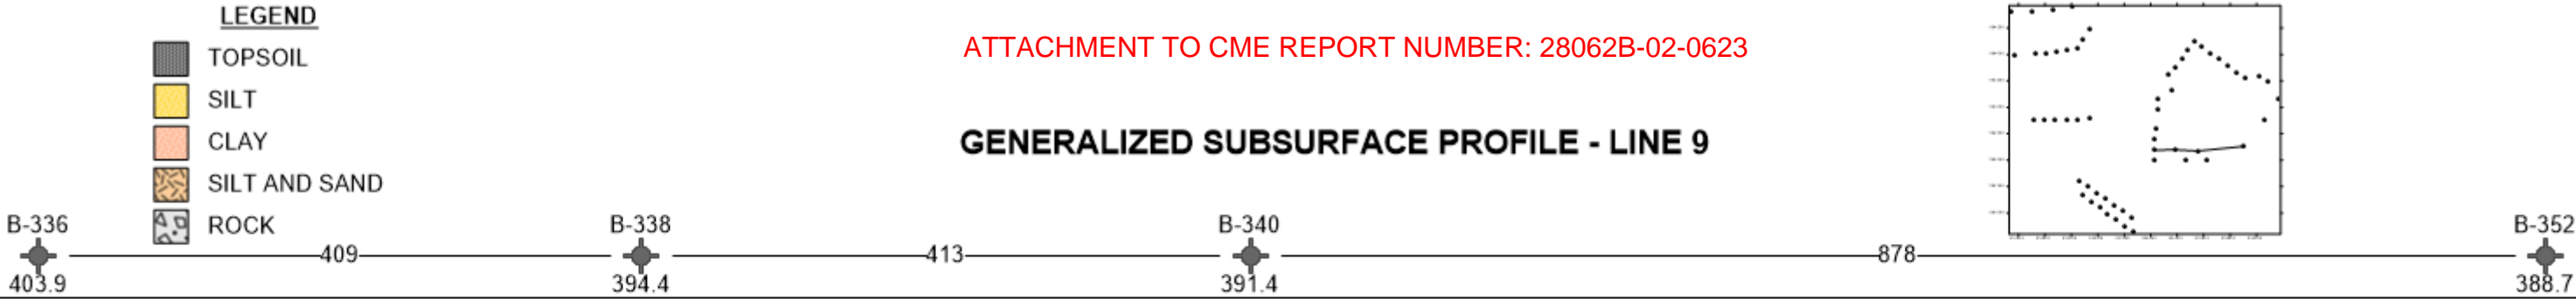 LEGEND
TOPSOIL
SILT
CLAY
SILT AND SAND
ROCK
ATTACHMENT TO CME REPORT NUMBER: 28062B-02-0623
GENERALIZED SUBSURFACE PROFILE - LINE 9
B-336
B-338
B-340
B-352
409
413
878
403.9
394.4
391.4
388.7